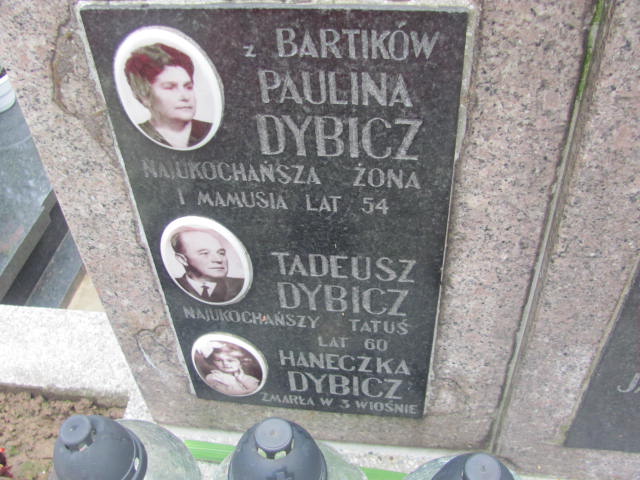 z BARTIKÓW
PAULINA
DYBICZ
NAJUKOCHAŃSZA ŻONA
I MAMUSIA LAT 54
TADEUSZ
DYBICZ
NAJUKOCHAŃSZY TATUŚ
LAT 60
HANECZKA
DYBICZ
ZMARŁA W 3 WIOŚNIE